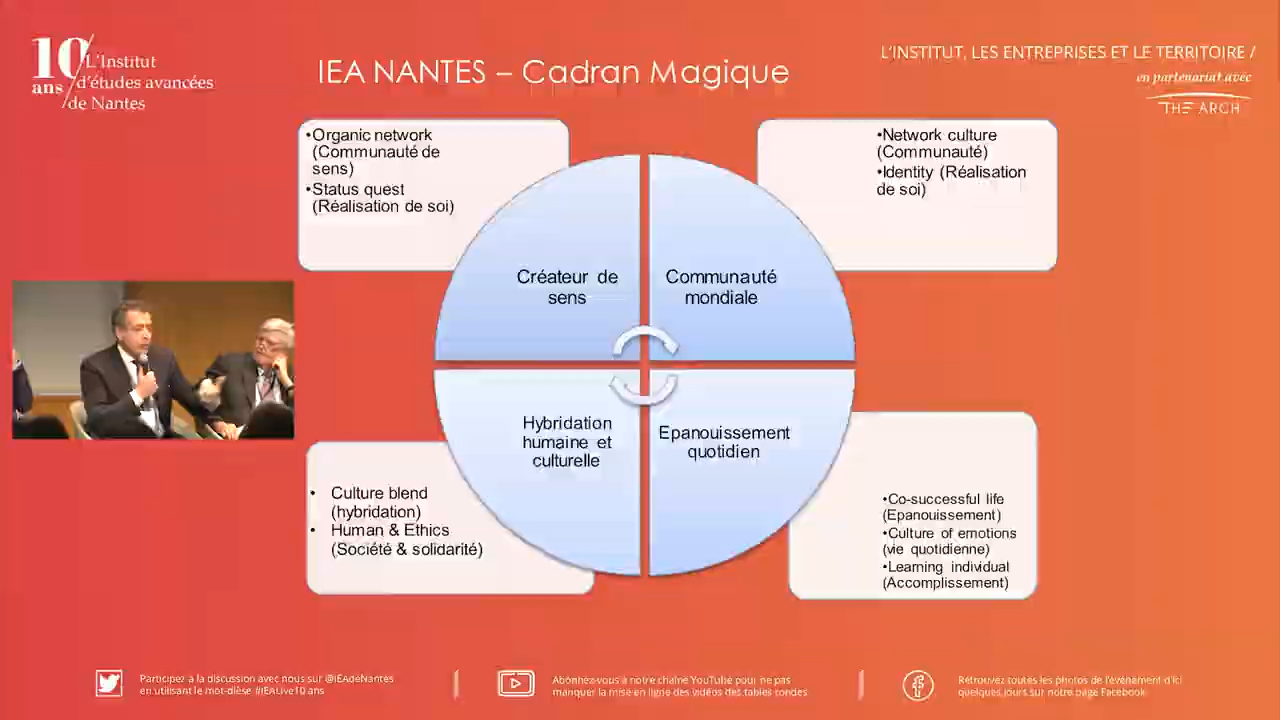 10
ans
L'Institut
d'études avancées
de Nantes
IEA NANTES – Cadran Magique
L'INSTITUT, LES ENTREPRISES ET LE TERRITOIRE /
en partenariat avec
THE ARCH
•Organic network
(Communauté de
sens)
•Status quest
(Réalisation de soi)
•Network culture
(Communauté)
•Identity (Réalisation
de soi)
Créateur de
sens
Communauté
mondiale
Hybridation
humaine et
culturelle
Epanouissement
quotidien
• Culture blend
(hybridation)
• Human & Ethics
(Société & solidarité)
•Co-successful life
(Epanouissement)
•Culture of emotions
(vie quotidienne)
•Learning individual
(Accomplissement)
Participez à la discussion avec nous sur @IEAdeNantes
en utilisant le mot-dièse #IEALive10ans
Abonnez-vous à notre chaîne YouTube pour ne pas
manquer la mise en ligne des vidéos des tables rondes
Retrouvez toutes les photos de l'événement d'ici
quelques jours sur notre page Facebook